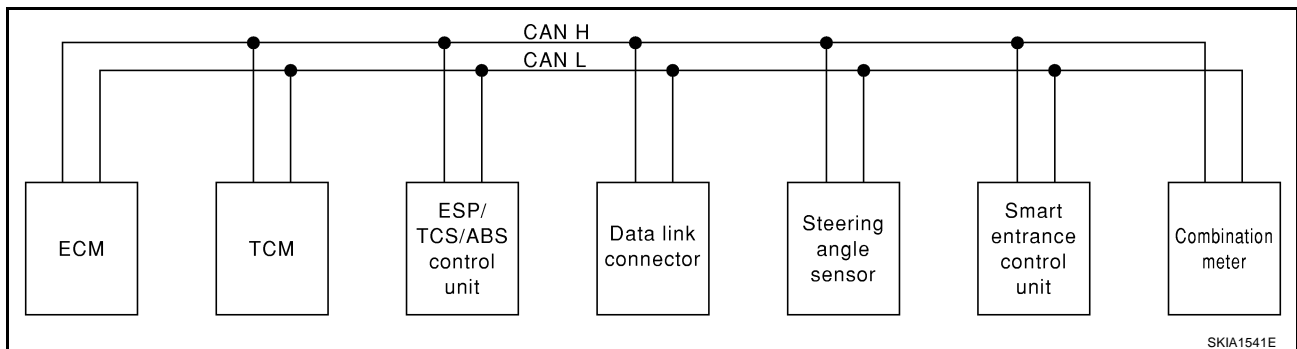 CAN H
CAN L
ECM
TCM
ESP/
TCS/ABS
control
unit
Data link
connector
Steering
angle
sensor
Smart
entrance
control
unit
Combination
meter
SKIA1541E